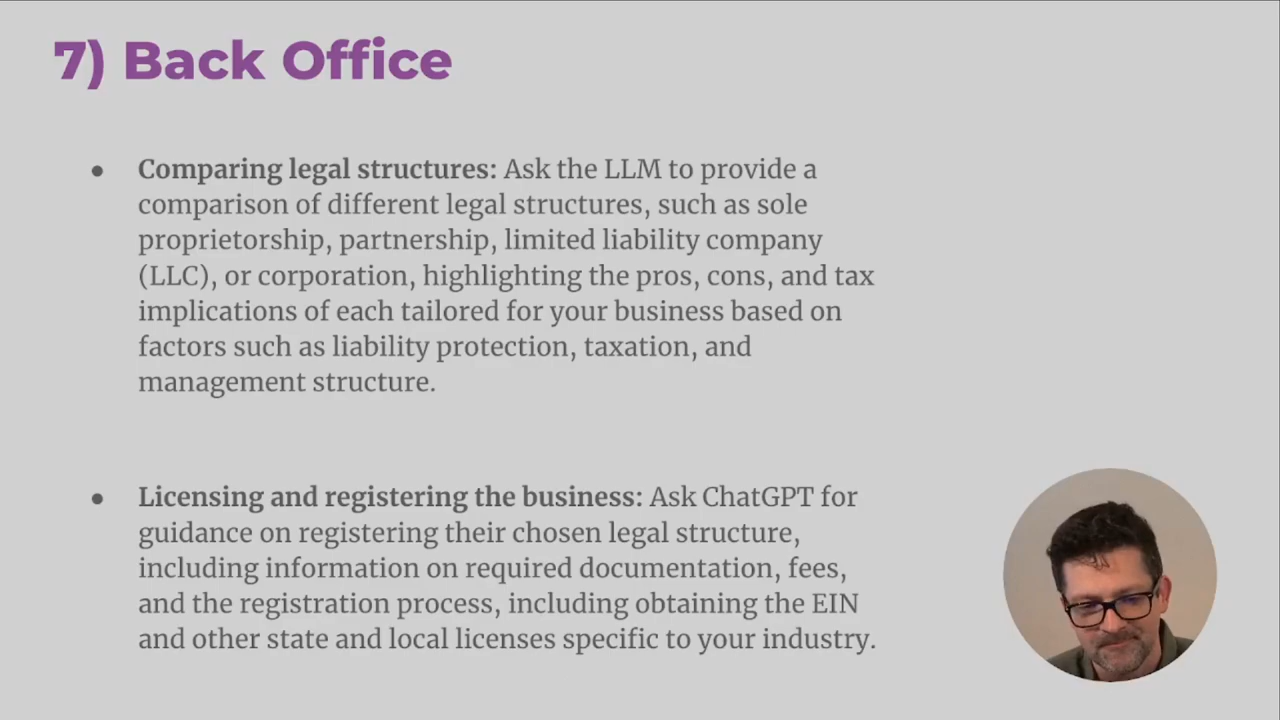 7) Back Office
● Comparing legal structures: Ask the LLM to provide a
comparison of different legal structures, such as sole
proprietorship, partnership, limited liability company
(LLC), or corporation, highlighting the pros, cons, and tax
implications of each tailored for your business based on
factors such as liability protection, taxation, and
management structure.
● Licensing and registering the business: Ask ChatGPT for
guidance on registering their chosen legal structure,
including information on required documentation, fees,
and the registration process, including obtaining the EIN
and other state and local licenses specific to your industry.